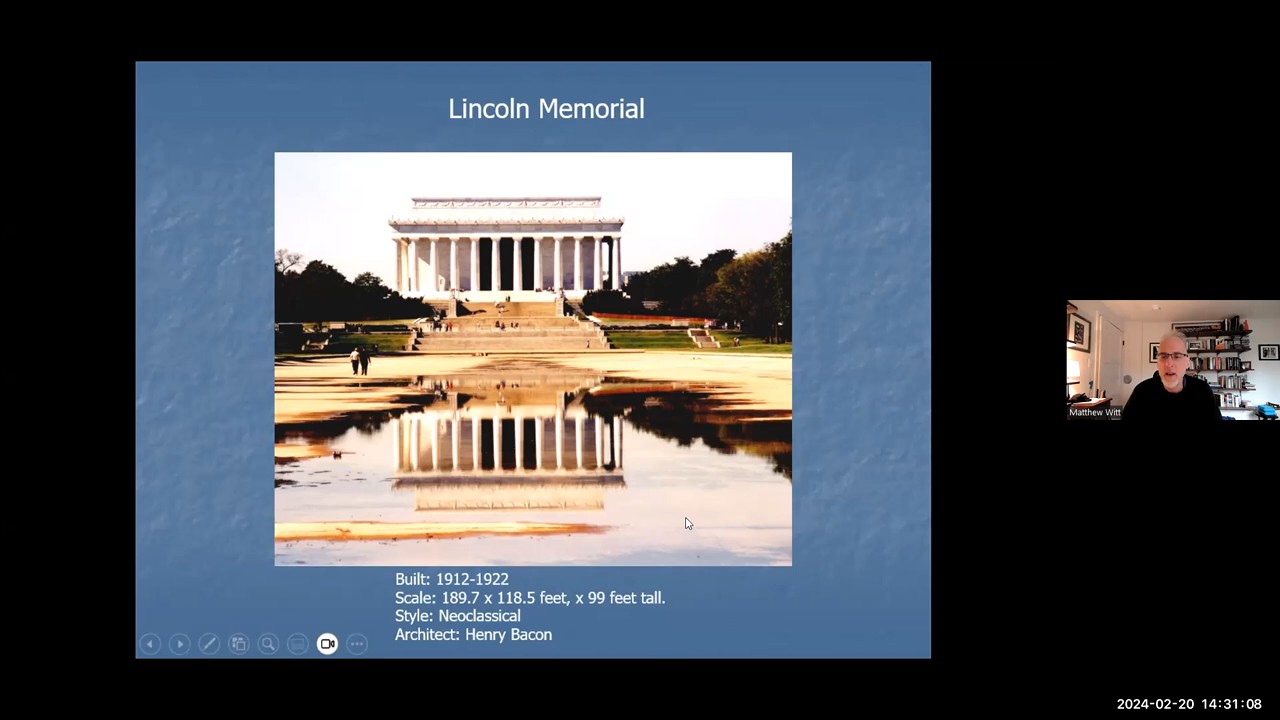 Lincoln Memorial
Built: 1912-1922
Scale: 189.7 x 118.5 feet, x 99 feet tall.
Style: Neoclassical
Architect: Henry Bacon
Matthew Witt
2024-02-20 14:31:08